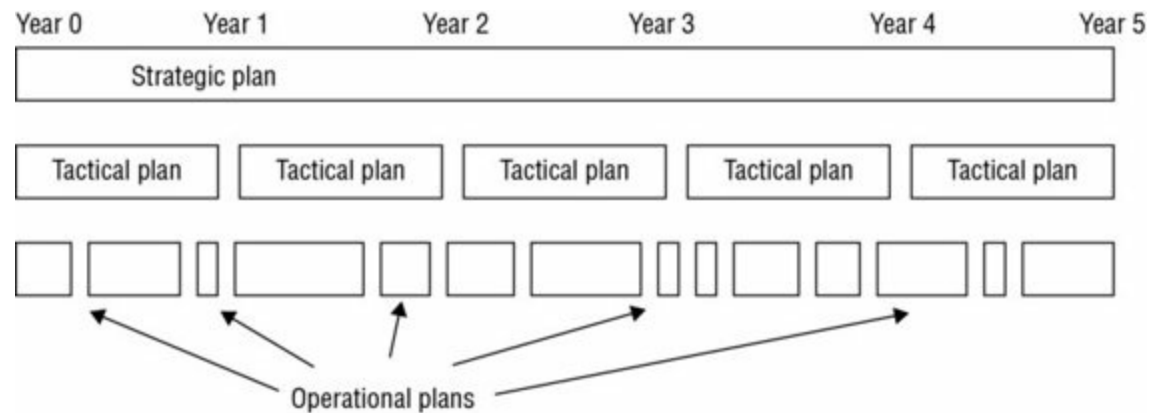 Year 0 Year 1 Year 2 Year 3 Year 4 Year 5
Strategic plan
Tactical plan Tactical plan Tactical plan Tactical plan Tactical plan
Operational plans